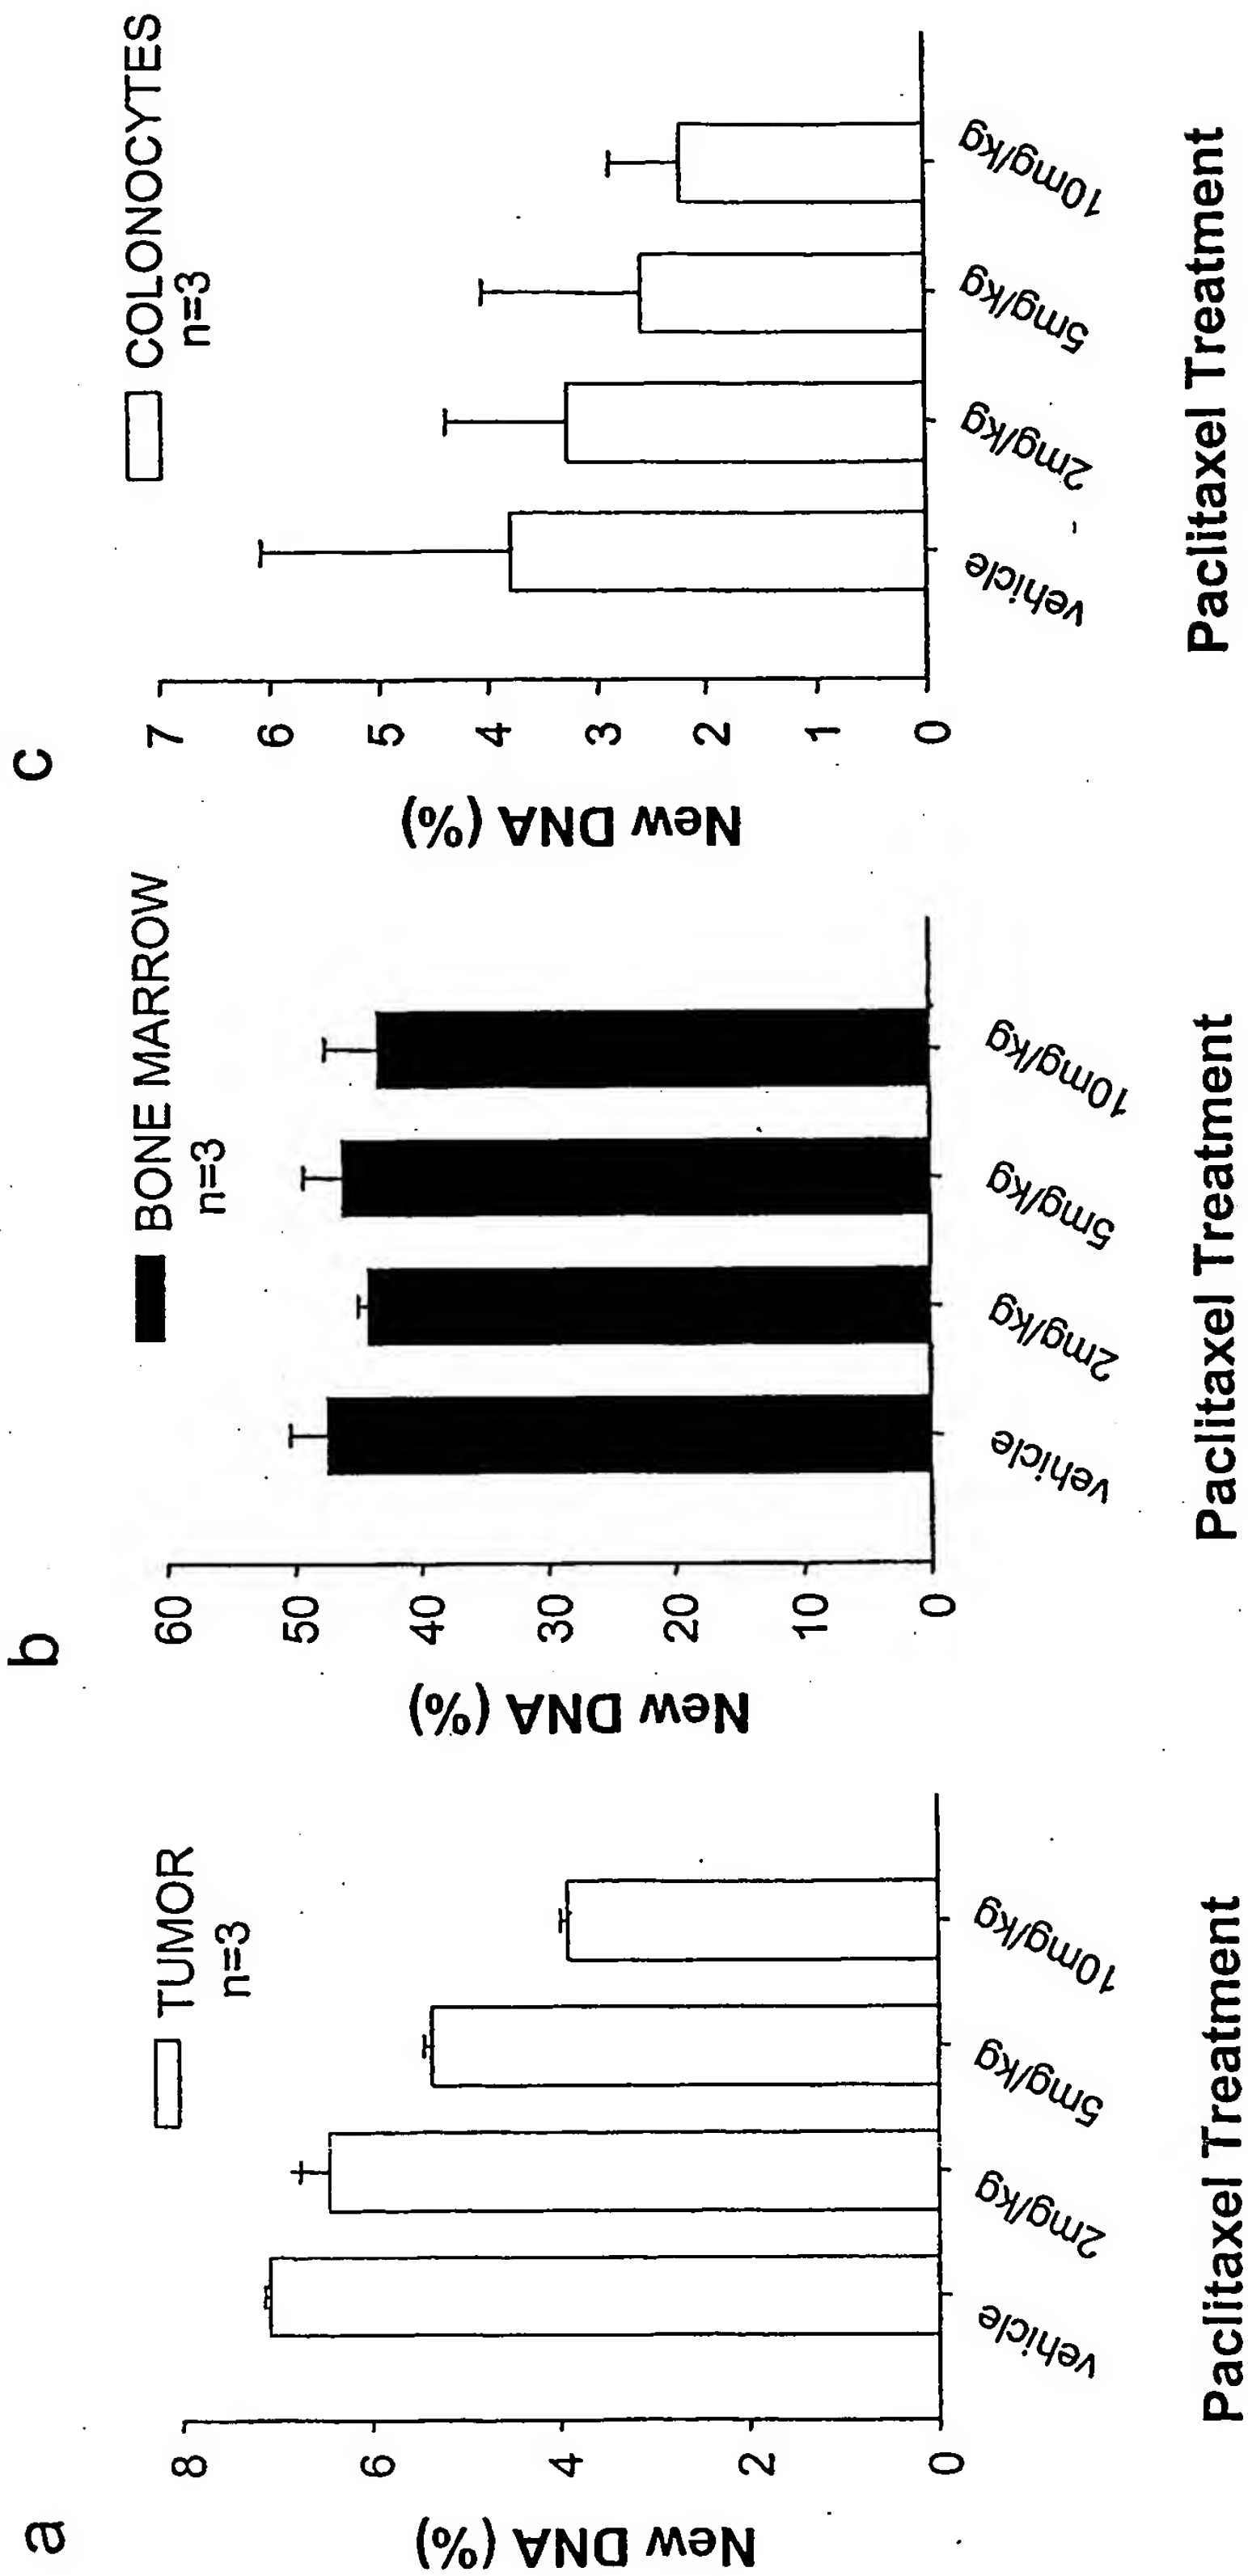 a
TUMOR
n=3
New DNA (%)
8
6
4
2
0
vehicle
2mg/kg
5mg/kg
10mg/kg
Paclitaxel Treatment
b
BONE MARROW
n=3
New DNA (%)
60
50
40
30
20
10
0
vehicle
2mg/kg
5mg/kg
10mg/kg
Paclitaxel Treatment
c
COLONOCYTES
n=3
New DNA (%)
7
6
5
4
3
2
1
0
vehicle
2mg/kg
5mg/kg
10mg/kg
Paclitaxel Treatment